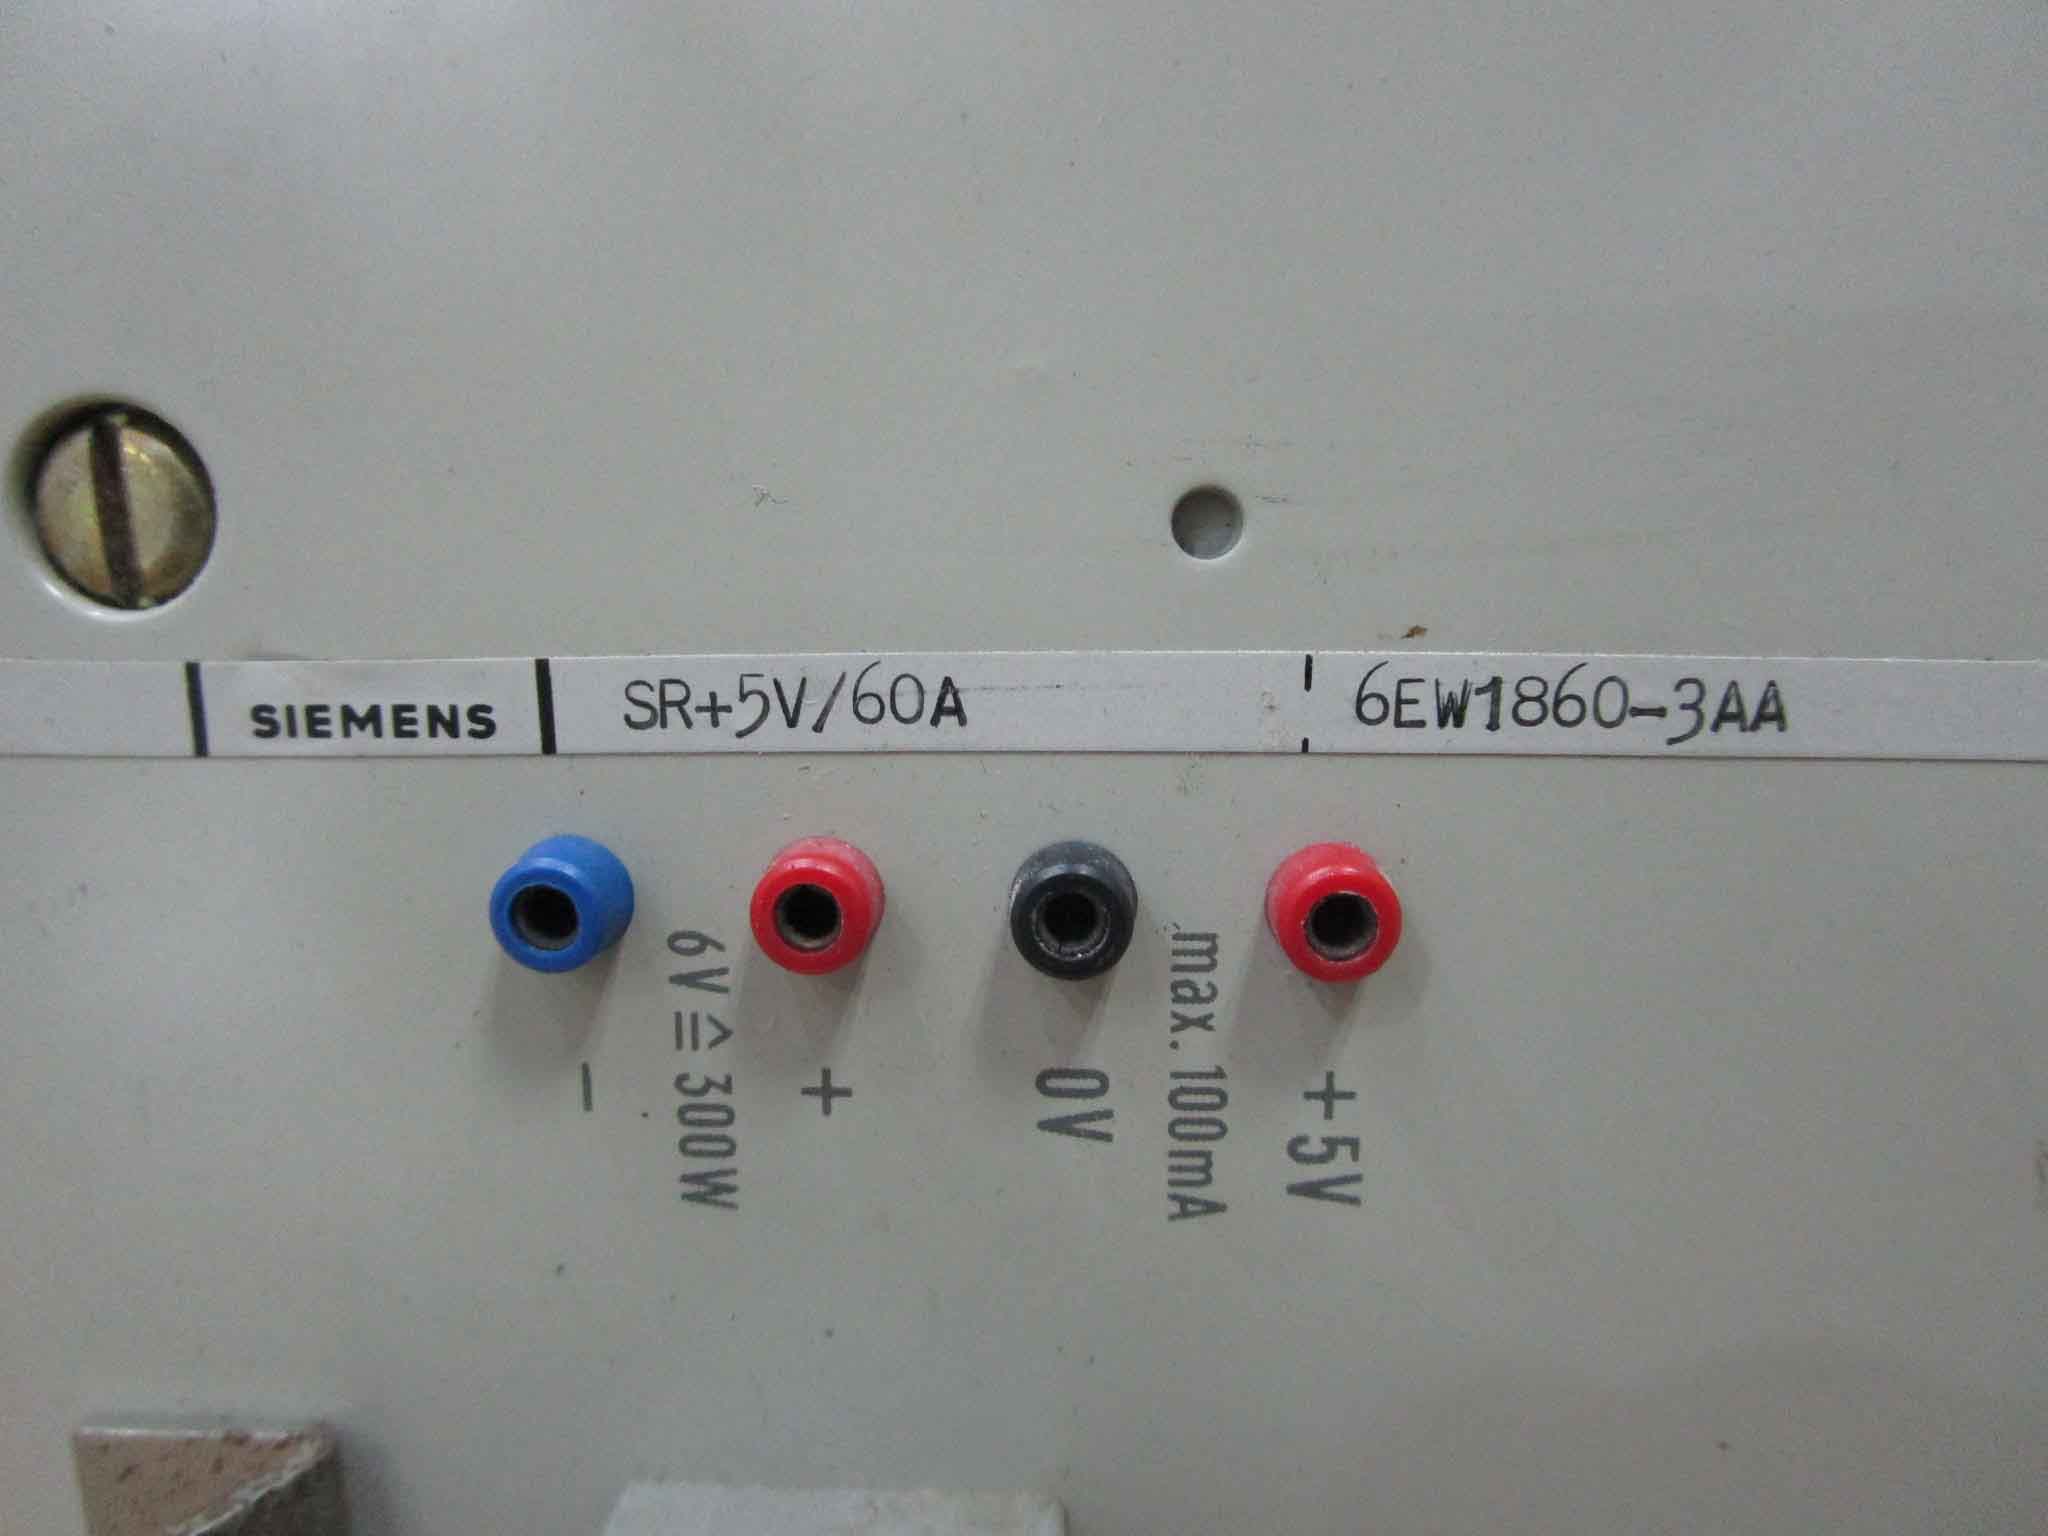 SIEMENS SR+5V/60A 6EW1860-3AA
-
6V ≙ 300W
+
0V
max. 100mA
+5V